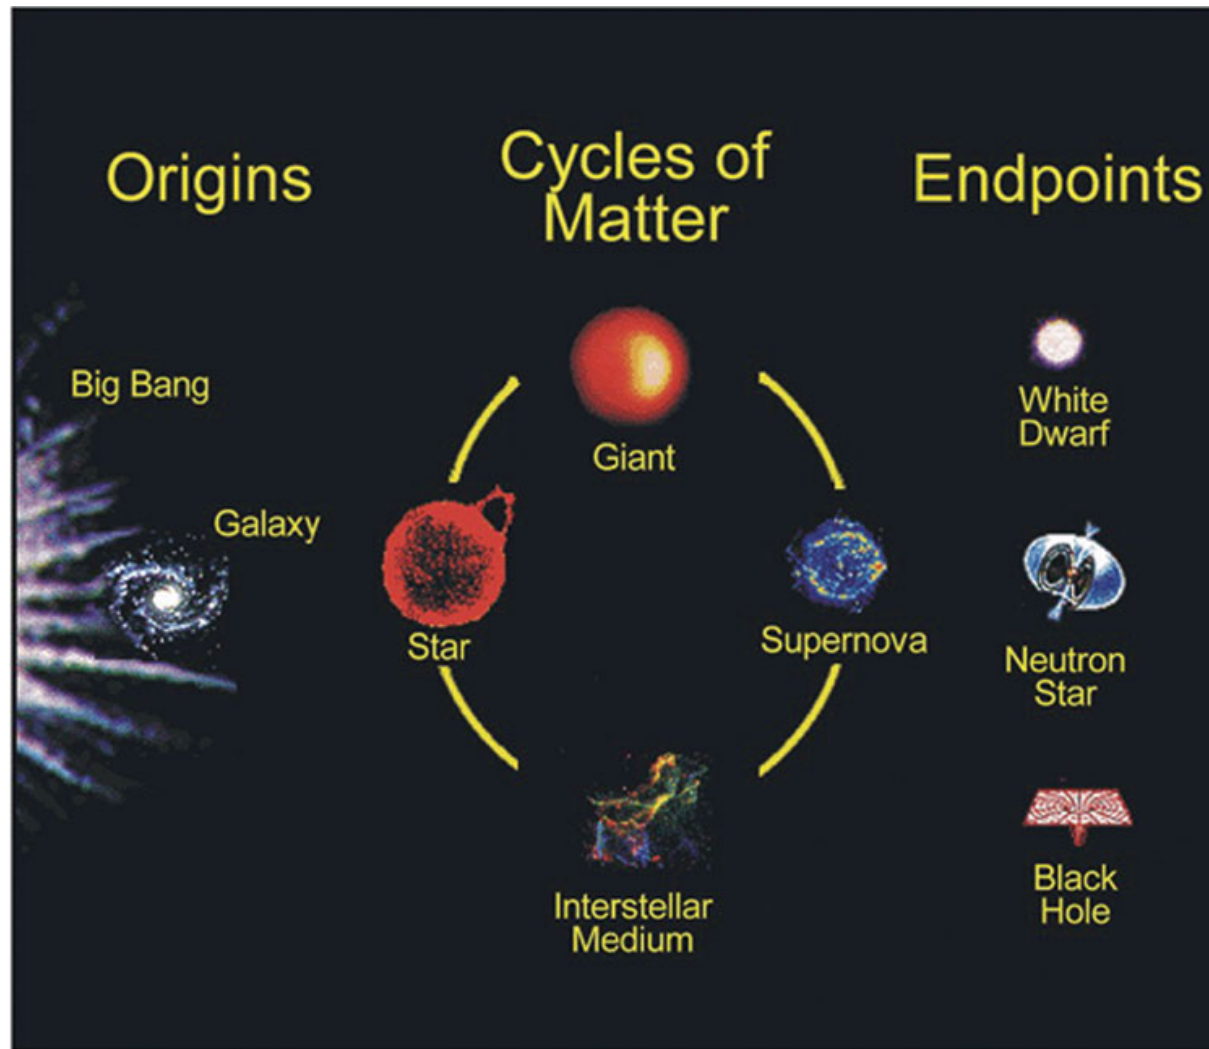 Origins
Cycles of
Matter
Endpoints
Big Bang
Galaxy
Giant
Star
Supernova
Interstellar
Medium
White
Dwarf
Neutron
Star
Black
Hole